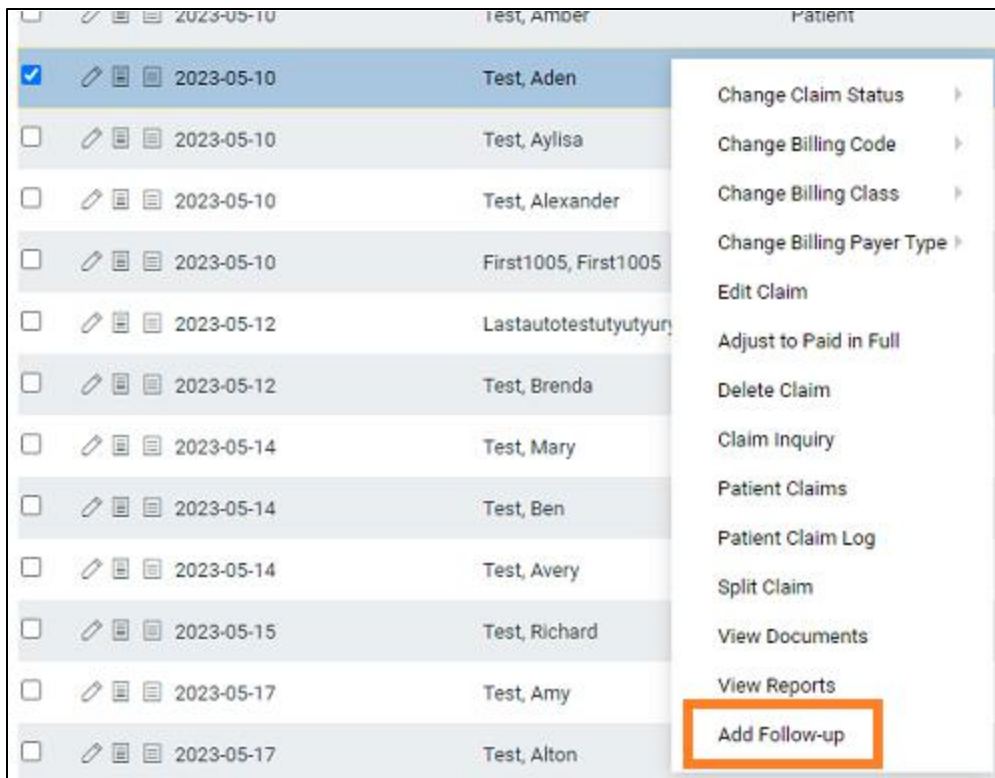 2023-05-10 Test, Amber Patient
2023-05-10 Test, Aden
Change Claim Status
2023-05-10 Test, Aylisa
Change Billing Code
2023-05-10 Test, Alexander
Change Billing Class
2023-05-10 First1005, First1005
Change Billing Payer Type
Edit Claim
2023-05-12 Lastautotestutyutyury
Adjust to Paid in Full
2023-05-12 Test, Brenda
Delete Claim
2023-05-14 Test, Mary
Claim Inquiry
Patient Claims
2023-05-14 Test, Ben
Patient Claim Log
2023-05-14 Test, Avery
Split Claim
2023-05-15 Test, Richard
View Documents
2023-05-17 Test, Amy
View Reports
Add Follow-up
2023-05-17 Test, Alton